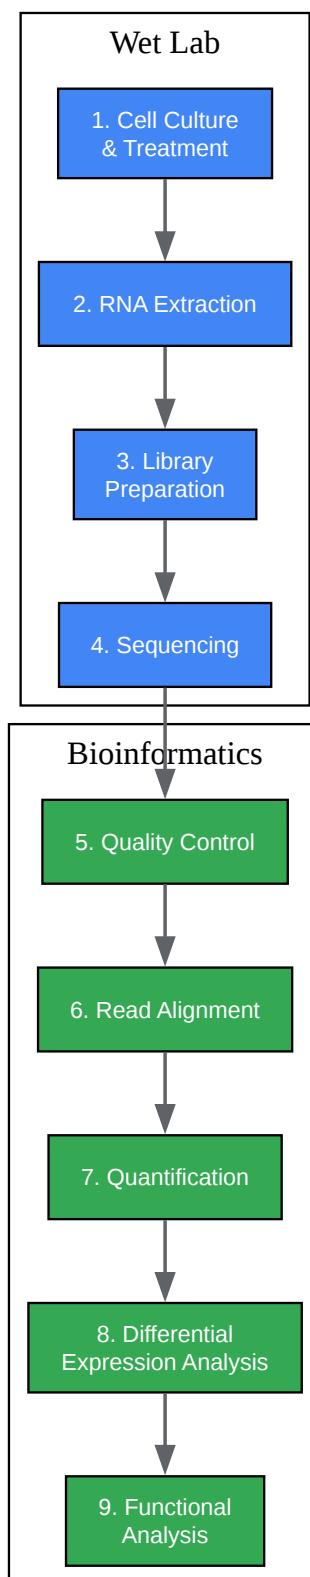 Wet Lab
1. Cell Culture
& Treatment
2. RNA Extraction
3. Library
Preparation
4. Sequencing
Bioinformatics
5. Quality Control
6. Read Alignment
7. Quantification
8. Differential
Expression Analysis
9. Functional
Analysis